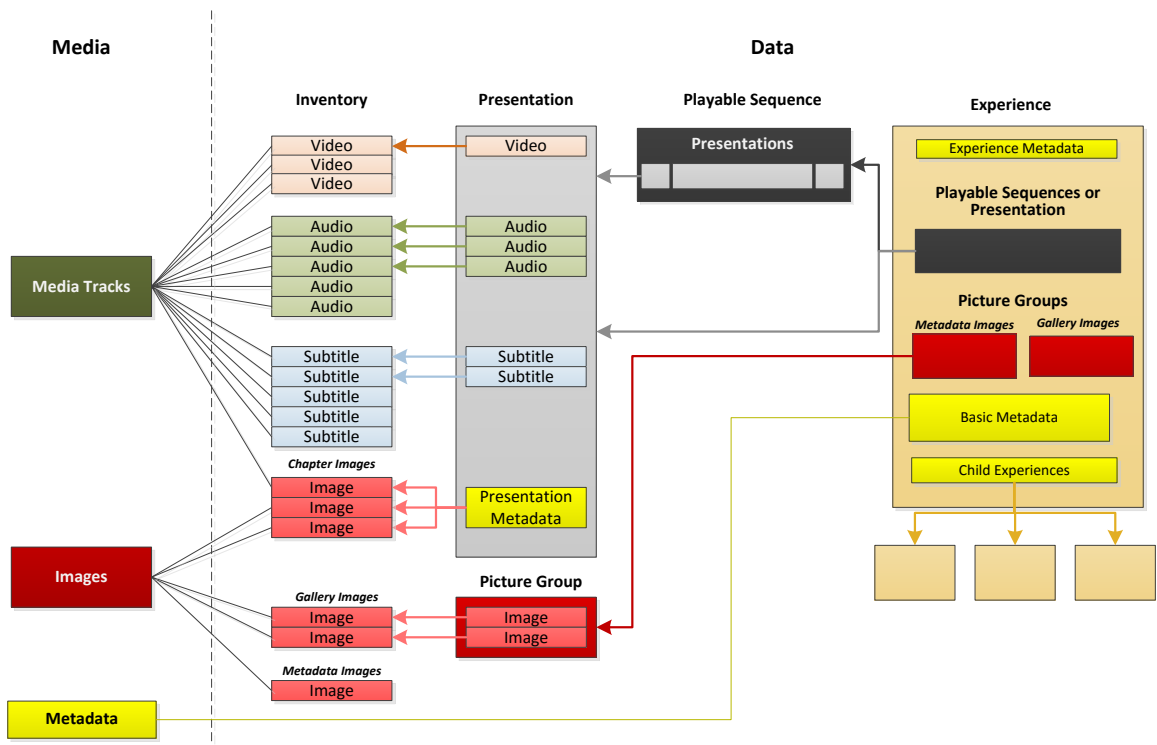 Media
Data
Inventory
Presentation
Playable Sequence
Experience
Video
Video
Video
Audio
Audio
Audio
Audio
Audio
Subtitle
Subtitle
Subtitle
Subtitle
Subtitle
Chapter Images
Image
Image
Image
Gallery Images
Image
Image
Metadata Images
Image
Media Tracks
Images
Metadata
Video
Audio
Audio
Audio
Subtitle
Subtitle
Presentation
Metadata
Picture Group
Image
Image
Presentations
Experience Metadata
Playable Sequences or
Presentation
Picture Groups
Metadata Images
Gallery Images
Basic Metadata
Child Experiences